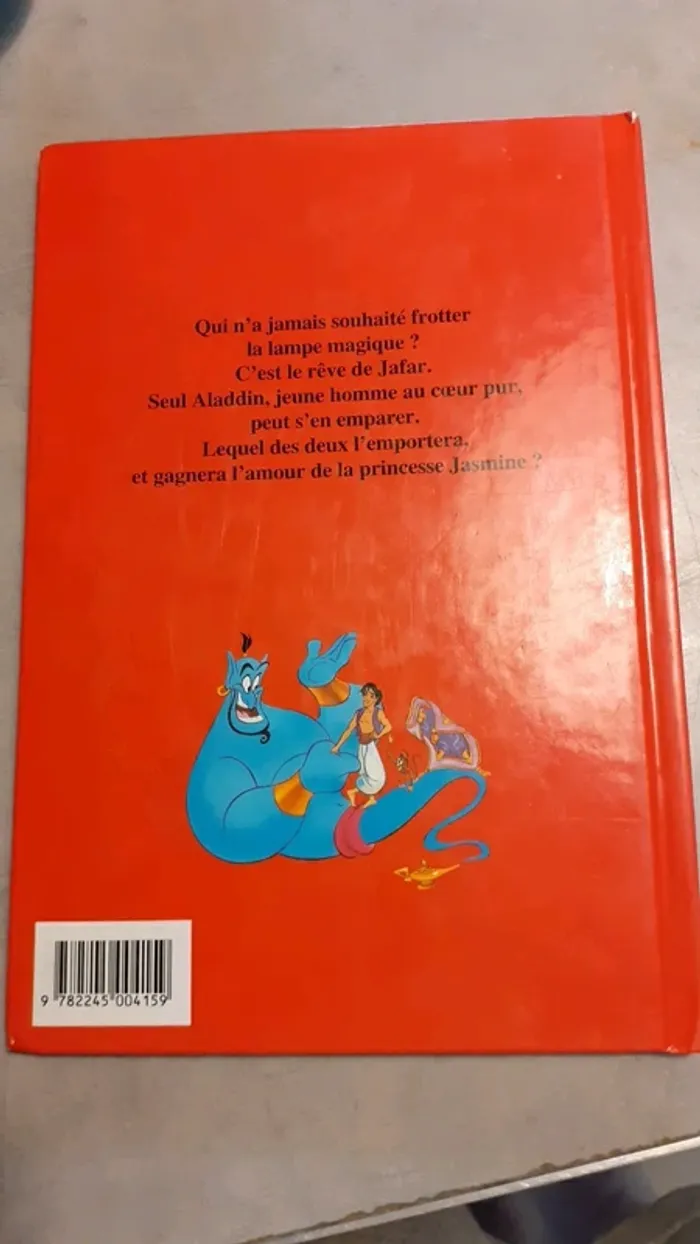 Qui n'a jamais souhaité frotter
la lampe magique ?
C'est le rêve de Jafar.
Seul Aladdin, jeune homme au cœur pur,
peut s'en emparer.
Lequel des deux l'emportera,
et gagnera l'amour de la princesse Jasmine ?
9 782245 004159